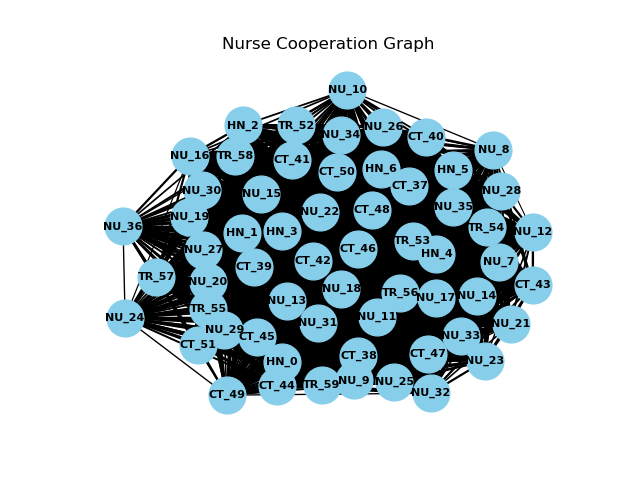 Nurse Cooperation Graph
NU_10
HN_2
TR_52
NU_34
NU_26
CT_40
NU_8
NU_16
TR_58
CT_41
CT_50
HN_6
HN_5
CT_37
NU_30
NU_15
NU_28
NU_19
NU_22
CT_48
NU_35
NU_36
HN_1
HN_3
TR_54
NU_12
NU_27
CT_46
TR_53
HN_4
CT_39
CT_42
NU_7
TR_57
NU_20
NU_18
CT_43
NU_13
TR_56
NU_17
NU_14
TR_55
NU_24
NU_29
NU_31
NU_11
NU_21
CT_51
CT_45
NU_33
HN_0
CT_38
CT_47
NU_23
CT_49
CT_44
TR_59
NU_9
NU_25
NU_32